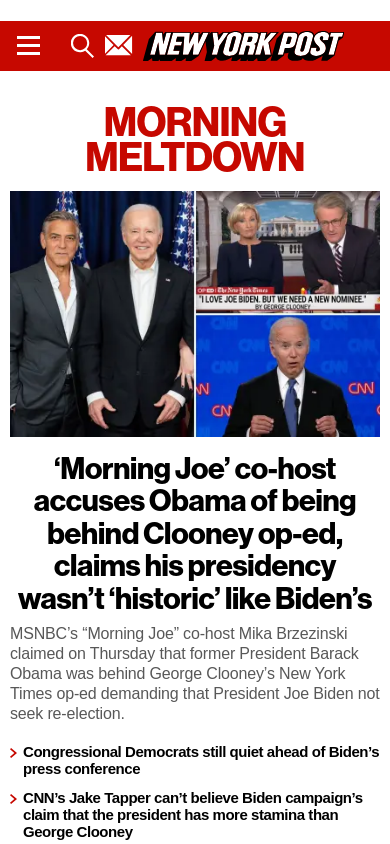 NEW YORK POST
MORNING
MELTDOWN
OPED The New York Times
"I LOVE JOE BIDEN. BUT WE NEED A NEW NOMINEE."
BY GEORGE CLOONEY
CNN
CNN
‘Morning Joe’ co-host
accuses Obama of being
behind Clooney op-ed,
claims his presidency
wasn’t ‘historic’ like Biden’s
MSNBC’s “Morning Joe” co-host Mika Brzezinski
claimed on Thursday that former President Barack
Obama was behind George Clooney’s New York
Times op-ed demanding that President Joe Biden not
seek re-election.
Congressional Democrats still quiet ahead of Biden’s
press conference
CNN’s Jake Tapper can’t believe Biden campaign’s
claim that the president has more stamina than
George Clooney